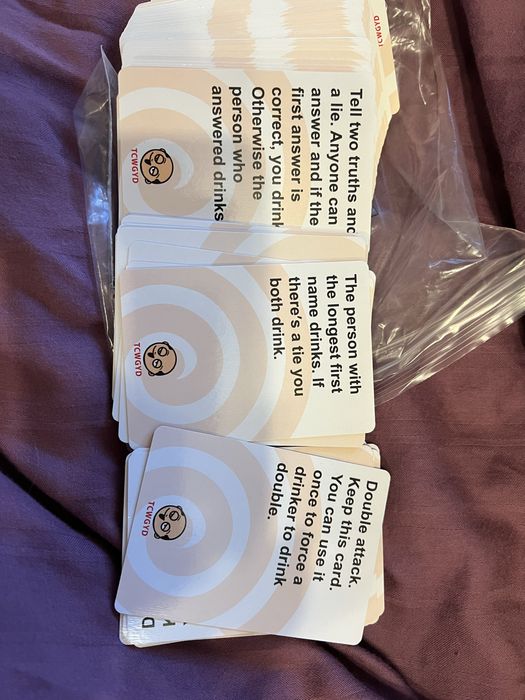 TCWGYD
Tell two truths and
a lie. Anyone can
answer and if the
first answer is
correct, you drink
Otherwise the
person who
answered drinks
TCWGYD
The person with
the longest first
name drinks. If
there's a tie you
both drink.
TCWGYD
Double attack.
Keep this card.
You can use it
once to force a
drinker to drink
double.
TCWGYD